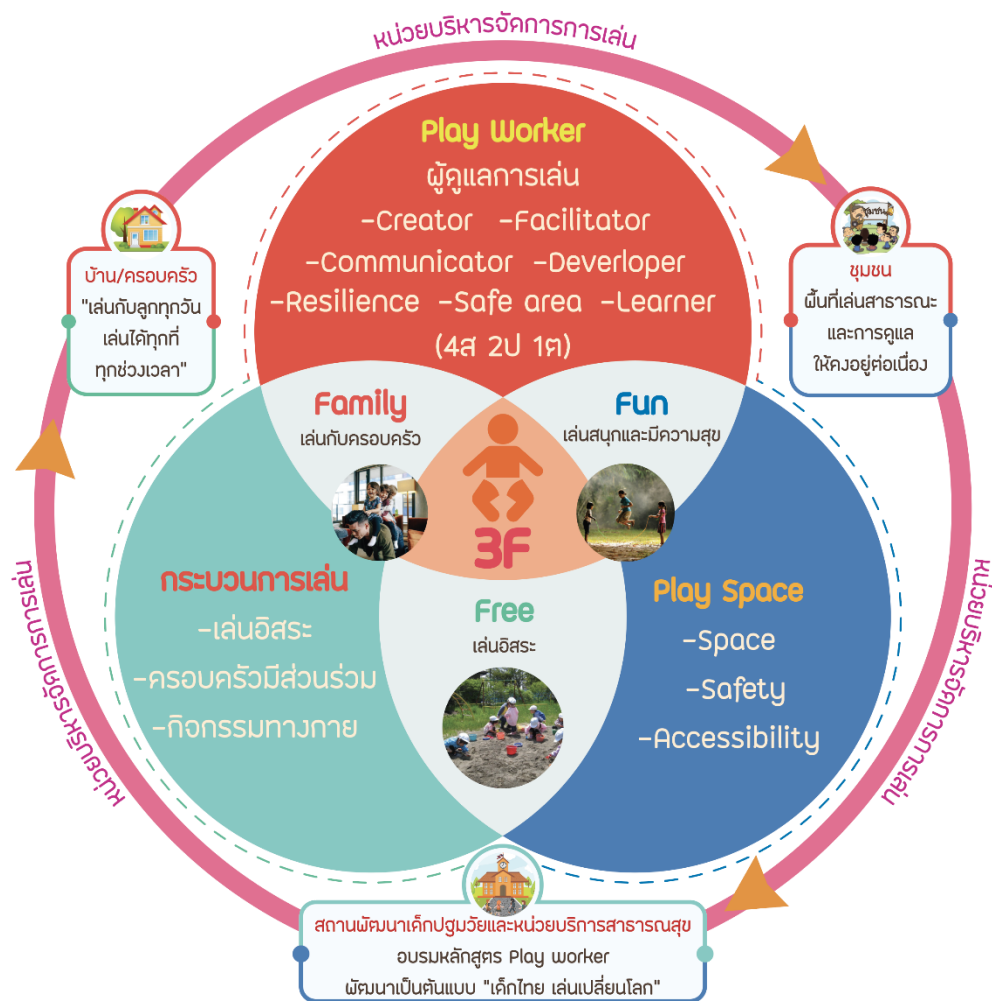 หน่วยบริหารจัดการการเล่น
Play Worker
ผู้ดูแลการเล่น
-Creator -Facilitator
-Communicator -Deverloper
-Resilience -Safe area -Learner
(4ส 2ป 1ต)
บ้าน/ครอบครัว
"เล่นกับลูกทุกวัน
เล่นได้ทุกที่
ทุกช่วงเวลา"
ชุมชน
ชุมชน
พื้นที่เล่นสาธารณะ
และการดูแล
ให้คงอยู่ต่อเนื่อง
Family
เล่นกับครอบครัว
Fun
เล่นสนุกและมีความสุข
3F
กระบวนการเล่น
-เล่นอิสระ
-ครอบครัวมีส่วนร่วม
-กิจกรรมทางกาย
Free
เล่นอิสระ
Play Space
-Space
-Safety
-Accessibility
หน่วยบริหารจัดการการเล่น
หน่วยบริหารจัดการการเล่น
สถานพัฒนาเด็กปฐมวัยและหน่วยบริการสาธารณสุข
อบรมหลักสูตร Play worker
พัฒนาเป็นต้นแบบ "เด็กไทย เล่นเปลี่ยนโลก"